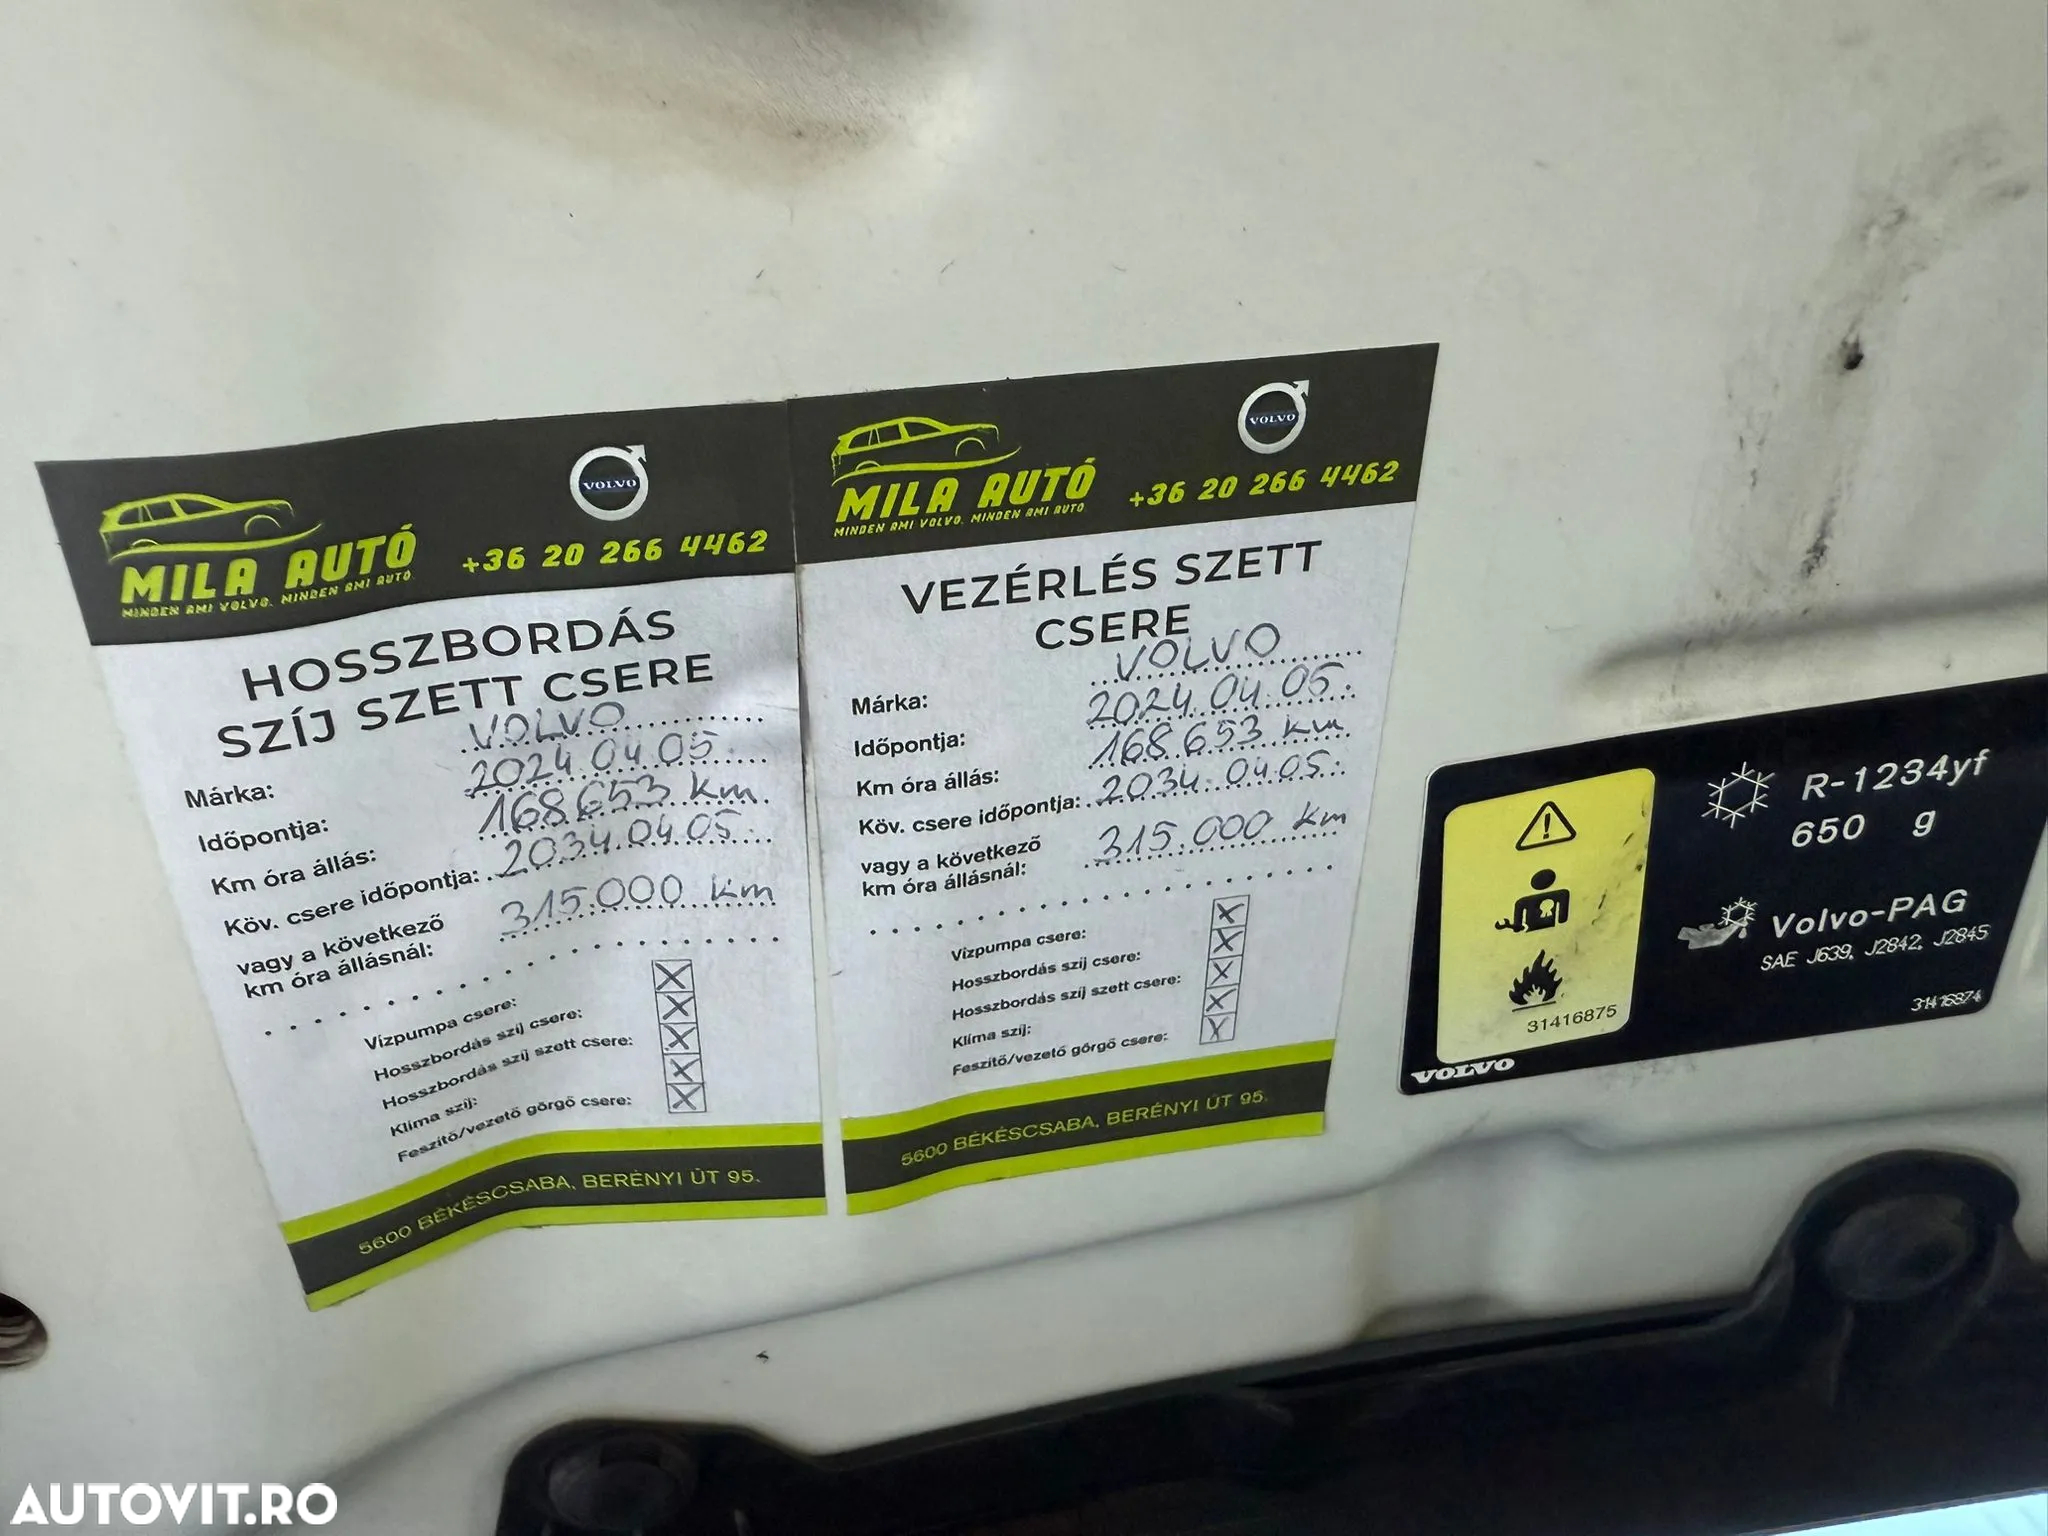 VOLVO
MILA AUTÓ
MINDEN AMI VOLVO. MINDEN AMI AUTÓ.
+36 20 266 4462
HOSSZBORDÁS
SZÍJ SZETT CSERE
Márka: VOLVO
Időpontja: 2024.04.05.
Km óra állás: 168.653 km
Köv. csere időpontja: 2034.04.05.
vagy a következő
km óra állásnál: 315.000 km
Vízpumpa csere: X
Hosszbordás szíj csere: X
Hosszbordás szíj szett csere: X
Klíma szíj: X
Feszítő/vezető görgő csere: X
5600 BÉKÉSCSABA, BERÉNYI ÚT 95.
VOLVO
MILA AUTÓ
MINDEN AMI VOLVO. MINDEN AMI AUTÓ
+36 20 266 4462
VEZÉRLÉS SZETT
CSERE
Márka: VOLVO
Időpontja: 2024.04.05.
Km óra állás: 168.653 km
Köv. csere időpontja: 2034.04.05.
vagy a következő
km óra állásnál: 315.000 km
Vízpumpa csere: X
Hosszbordás szíj csere: X
Hosszbordás szíj szett csere: X
Klíma szíj: X
Feszítő/vezető görgő csere: X
5600 BÉKÉSCSABA, BERÉNYI ÚT 95.
R-1234yf
650 g
Volvo-PAG
SAE J639, J2842, J2845
31416875
31416874
VOLVO
AUTOVIT.RO